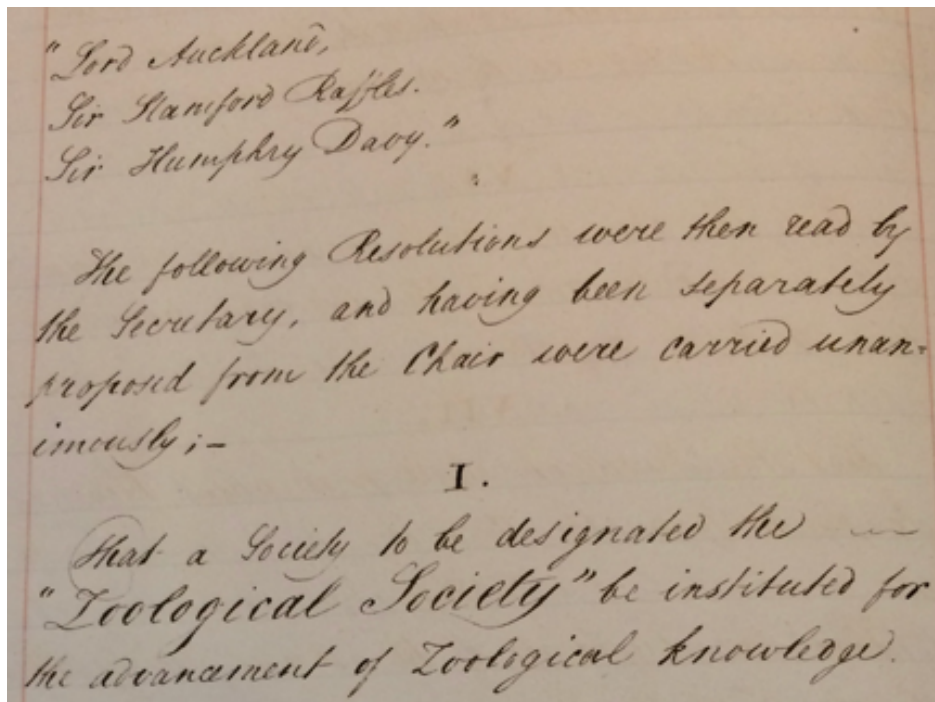 "Lord Auckland,
Sir Stamford Raffles.
Sir Humphry Davy."
The following Resolutions were then read by
the Secretary, and having been separately
proposed from the Chair were carried unan=
imously; –
I.
That a Society to be designated the
"Zoological Society" be instituted for
the advancement of Zoological knowledge.